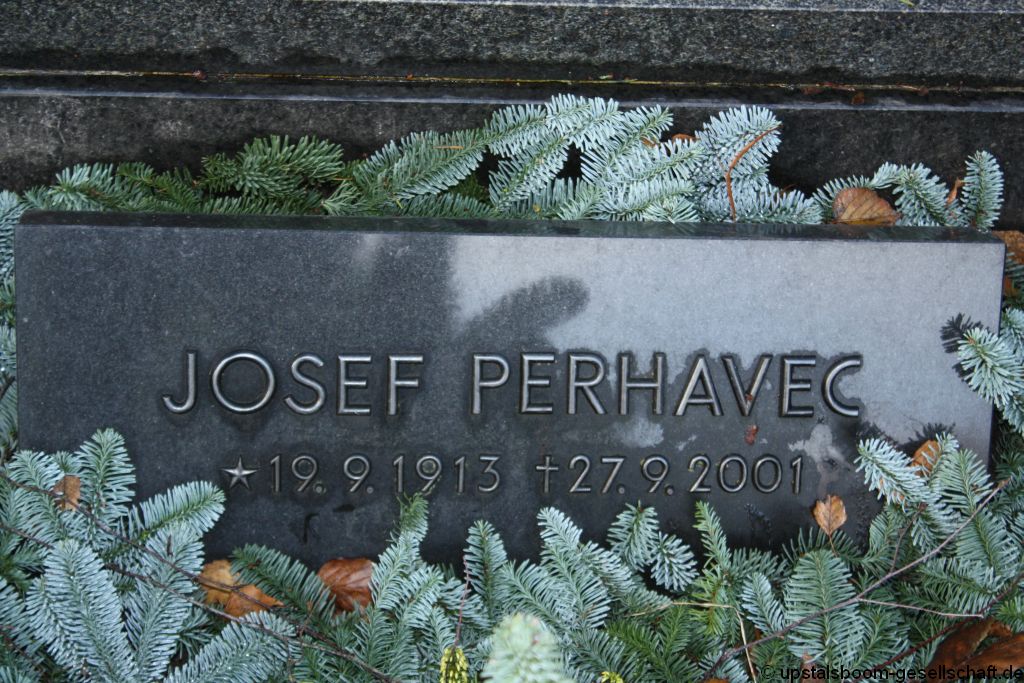 JOSEF PERHAVEC
★ 19. 9. 1913 ✝ 27. 9. 2001
© upstalsboom-gesellschaft.de